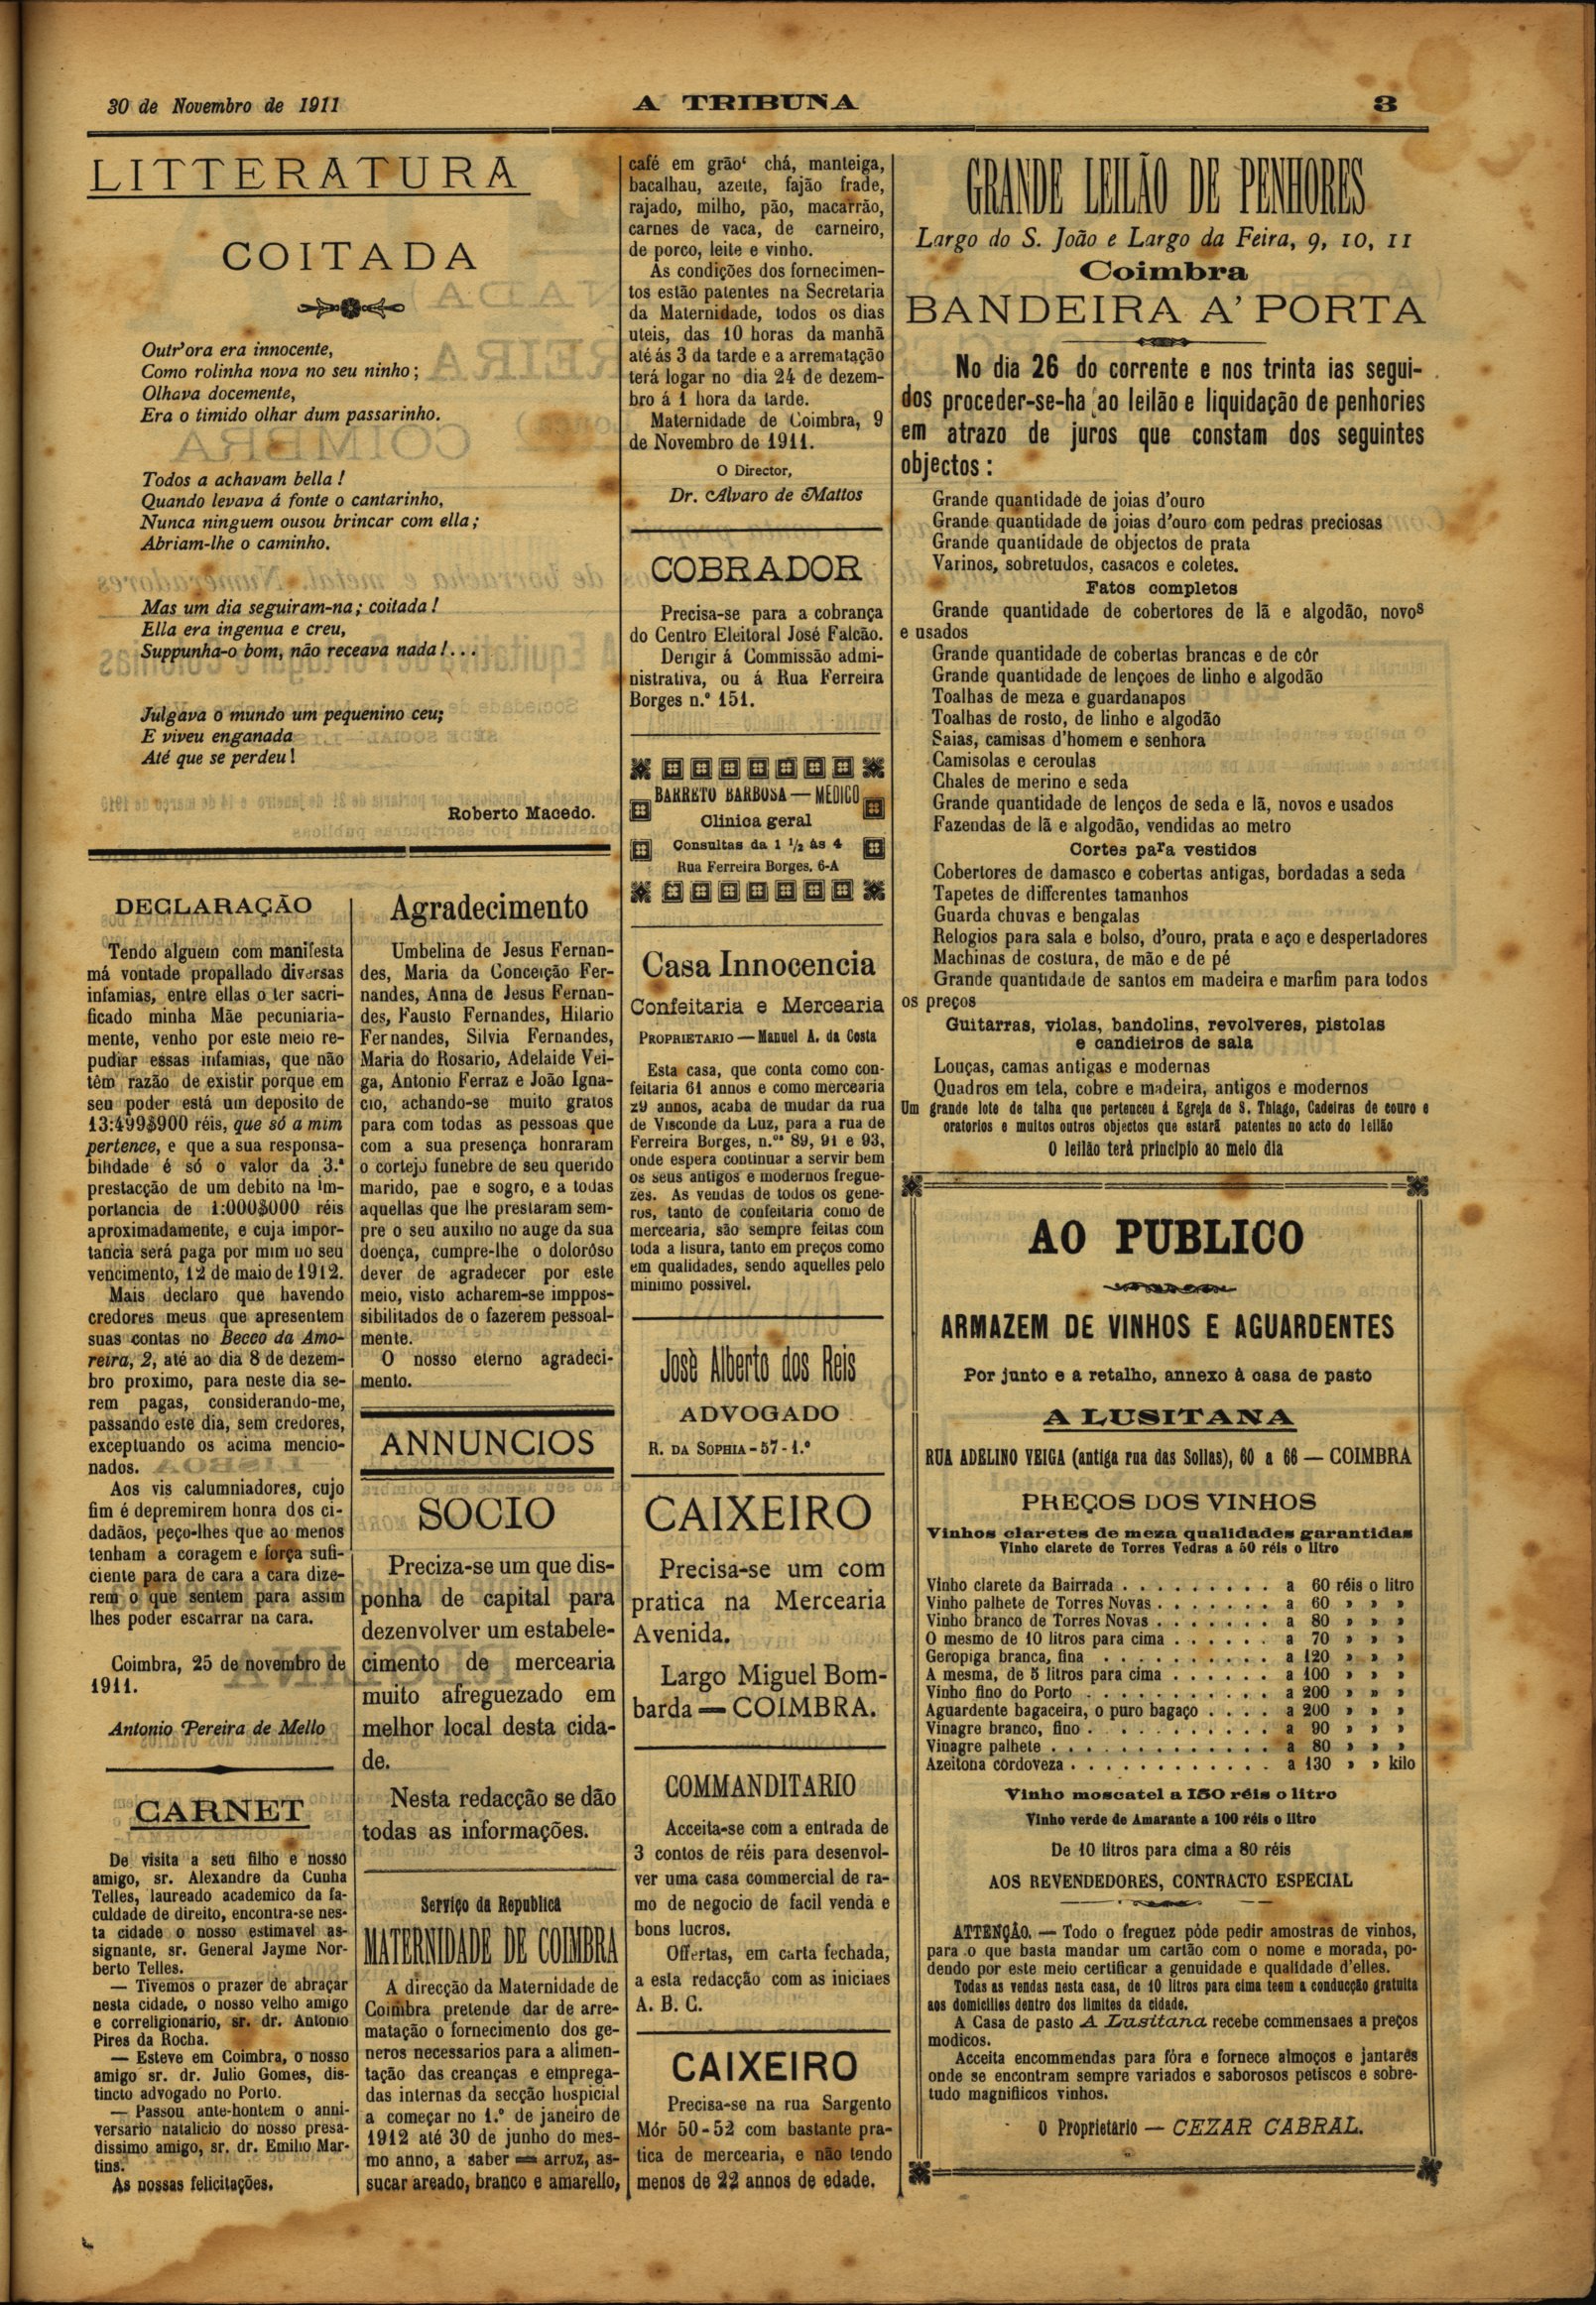 30 de Novembro de 1911
A TRIBUNA
3
LITTERATURA
COITADA
Outr'ora era innocente,
Como rolinha nova no seu ninho;
Olhava docemente,
Era o timido olhar dum passarinho.
Todos a achavam bella!
Quando levava á fonte o cantarinho,
Nunca ninguem ousou brincar com ella;
Abriam-lhe o caminho.
Mas um dia seguiram-na; coitada!
Ella era ingenua e creu,
Suppunha-o bom, não receava nada!...
Julgava o mundo um pequenino ceu;
E viveu enganada
Até que se perdeu!
Roberto Macedo.
DECLARAÇÃO
Tendo alguem com manifesta
má vontade propallado diversas
infamias, entre ellas o ter sacri-
ficado minha Mãe pecuniaria-
mente, venho por este meio re-
pudiar essas infamias, que não
têm razão de existir porque em
seu poder está um deposito de
13:499$900 réis, que só a mim
pertence, e que a sua responsa-
bilidade é só o valor da 3.ª
prestacção de um debito na im-
portancia de 1:000$000 réis
aproximadamente, e cuja impor-
tancia será paga por mim no seu
vencimento, 12 de maio de 1912.
Mais declaro que havendo
credores meus que apresentem
suas contas no Becco da Amo-
reira, 2, até ao dia 8 de dezem-
bro proximo, para neste dia se-
rem pagas, considerando-me,
passando este dia, sem credores,
exceptuando os acima mencio-
nados.
Aos vis calumniadores, cujo
fim é depremirem honra dos ci-
dadãos, peço-lhes que ao menos
tenham a coragem e força sufi-
ciente para de cara a cara dize-
rem o que sentem para assim
lhes poder escarrar na cara.
Coimbra, 25 de novembro de
1911.
Antonio Pereira de Mello
CARNET
De visita a seu filho e nosso
amigo, sr. Alexandre da Cunha
Telles, laureado academico da fa-
culdade de direito, encontra-se nes-
ta cidade o nosso estimavel as-
signante, sr. General Jayme Nor-
berto Telles.
— Tivemos o prazer de abraçar
nesta cidade, o nosso velho amigo
e correligionario, sr. dr. Antonio
Pires da Rocha.
— Esteve em Coimbra, o nosso
amigo sr. dr. Julio Gomes, dis-
tincto advogado no Porto.
— Passou ante-hontem o anni-
versario natalicio do nosso presa-
dissimo amigo, sr. dr. Emilio Mar-
tins.
As nossas felicitações.
Agradecimento
Umbelina de Jesus Fernan-
des, Maria da Conceição Fer-
nandes, Anna de Jesus Fernan-
des, Fausto Fernandes, Hilario
Fernandes, Silvia Fernandes,
Maria do Rosario, Adelaide Vei-
ga, Antonio Ferraz e João Igna-
cio, achando-se muito gratos
para com todas as pessoas que
com a sua presença honraram
o cortejo funebre de seu querido
marido, pae e sogro, e a todas
aquellas que lhe prestaram sem-
pre o seu auxilio no auge da sua
doença, cumpre-lhe o doloróso
dever de agradecer por este
meio, visto acharem-se imppos-
sibilitados de o fazerem pessoal-
mente.
O nosso eterno agradeci-
mento.
ANNUNCIOS
SOCIO
Preciza-se um que dis-
ponha de capital para
dezenvolver um estabele-
cimento de mercearia
muito afreguezado em
melhor local desta cida-
de.
Nesta redacção se dão
todas as informações.
Serviço da Republica
MATERNIDADE DE COIMBRA
A direcção da Maternidade de
Coimbra pretende dar de arre-
matação o fornecimento dos ge-
neros necessarios para a alimen-
tação das creanças e emprega-
das internas da secção hospicial
a começar no 1.º de janeiro de
1912 até 30 de junho do mes-
mo anno, a saber — arroz, as-
sucar areado, branco e amarello,
café em grão' chá, manteiga,
bacalhau, azeite, fajão frade,
rajado, milho, pão, macarrão,
carnes de vaca, de carneiro,
de porco, leite e vinho.
As condições dos fornecimen-
tos estão patentes na Secretaria
da Maternidade, todos os dias
uteis, das 10 horas da manhã
até ás 3 da tarde e a arrematação
terá logar no dia 24 de dezem-
bro á 1 hora da tarde.
Maternidade de Coimbra, 9
de Novembro de 1911.
O Director,
Dr. Alvaro de Mattos
COBRADOR
Precisa-se para a cobrança
do Centro Eleitoral José Falcão.
Derigir á Commissão admi-
nistrativa, ou á Rua Ferreira
Borges n.º 151.
BARRETO BARBOSA — MEDICO
Clinica geral
Consultas da 1 1/2 às 4
Rua Ferreira Borges, 6-A
Casa Innocencia
Confeitaria e Mercearia
PROPRIETARIO — Manuel A. da Costa
Esta casa, que conta como con-
feitaria 61 annos e como mercearia
29 annos, acaba de mudar da rua
de Visconde da Luz, para a rua de
Ferreira Borges, n.ºs 89, 91 e 93,
onde espera continuar a servir bem
os seus antigos e modernos fregue-
zes. As vendas de todos os gene-
ros, tanto de confeitaria como de
mercearia, são sempre feitas com
toda a lisura, tanto em preços como
em qualidades, sendo aquelles pelo
minimo possivel.
Josè Alberto dos Reis
ADVOGADO
R. DA SOPHIA - 57 - 1.º
CAIXEIRO
Precisa-se um com
pratica na Mercearia
Avenida.
Largo Miguel Bom-
barda — COIMBRA.
COMMANDITARIO
Acceita-se com a entrada de
3 contos de réis para desenvol-
ver uma casa commercial de ra-
mo de negocio de facil venda e
bons lucros.
Offertas, em carta fechada,
a esta redacção com as iniciaes
A. B. C.
CAIXEIRO
Precisa-se na rua Sargento
Mór 50-52 com bastante pra-
tica de mercearia, e não tendo
menos de 22 annos de edade.
GRANDE LEILÃO DE PENHORES
Largo do S. João e Largo da Feira, 9, 10, 11
Coimbra
BANDEIRA A' PORTA
No dia 26 do corrente e nos trinta ias segui-
dos proceder-se-ha ao leilão e liquidação de penhories
em atrazo de juros que constam dos seguintes
objectos:
Grande quantidade de joias d'ouro
Grande quantidade de joias d'ouro com pedras preciosas
Grande quantidade de objectos de prata
Varinos, sobretudos, casacos e coletes.
Fatos completos
Grande quantidade de cobertores de lã e algodão, novos
e usados
Grande quantidade de cobertas brancas e de côr
Grande quantidade de lençoes de linho e algodão
Toalhas de meza e guardanapos
Toalhas de rosto, de linho e algodão
Saias, camisas d'homem e senhora
Camisolas e ceroulas
Chales de merino e seda
Grande quantidade de lenços de seda e lã, novos e usados
Fazendas de lã e algodão, vendidas ao metro
Cortes para vestidos
Cobertores de damasco e cobertas antigas, bordadas a seda
Tapetes de differentes tamanhos
Guarda chuvas e bengalas
Relogios para sala e bolso, d'ouro, prata e aço e despertadores
Machinas de costura, de mão e de pé
Grande quantidade de santos em madeira e marfim para todos
os preços
Guitarras, violas, bandolins, revolveres, pistolas
e candieiros de sala
Louças, camas antigas e modernas
Quadros em tela, cobre e madeira, antigos e modernos
Um grande lote de talha que pertenceu á Egreja de S. Thiago, Cadeiras de couro e
oratorios e muitos outros objectos que estará patentes no acto do leilão
O leilão terà principio ao meio dia
AO PUBLICO
ARMAZEM DE VINHOS E AGUARDENTES
Por junto e a retalho, annexo à casa de pasto
A LUSITANA
RUA ADELINO VEIGA (antiga rua das Sollas), 60 a 66 — COIMBRA
PREÇOS DOS VINHOS
Vinhos claretes de meza qualidades garantidas
Vinho clarete de Torres Vedras a 50 réis o litro
Vinho clarete da Bairrada . . . . . . . . . a 60 réis o litro
Vinho palhete de Torres Novas . . . . . . . a 60 » » »
Vinho branco de Torres Novas . . . . . . . a 80 » » »
O mesmo de 10 litros para cima . . . . . . a 70 » » »
Geropiga branca, fina . . . . . . . . . . a 120 » » »
A mesma, de 5 litros para cima . . . . . . a 100 » » »
Vinho fino do Porto . . . . . . . . . . . a 200 » » »
Aguardente bagaceira, o puro bagaço . . . . a 200 » » »
Vinagre branco, fino . . . . . . . . . . . a 90 » » »
Vinagre palhete . . . . . . . . . . . . . a 80 » » »
Azeitona cordoveza . . . . . . . . . . . . a 130 » » kilo
Vinho moscatel a 150 réis o litro
Vinho verde de Amarante a 100 réis o litro
De 10 litros para cima a 80 réis
AOS REVENDEDORES, CONTRACTO ESPECIAL
ATTENÇÃO. — Todo o freguez póde pedir amostras de vinhos,
para o que basta mandar um cartão com o nome e morada, po-
dendo por este meio certificar a genuidade e qualidade d'elles.
Todas as vendas nesta casa, de 10 litros para cima teem a conducção gratuita
aos domicilios dentro dos limites da cidade.
A Casa de pasto A Lusitana recebe commensaes a preços
modicos.
Acceita encommendas para fóra e fornece almoços e jantares
onde se encontram sempre variados e saborosos petiscos e sobre-
tudo magnificos vinhos.
O Proprietario — CEZAR CABRAL.